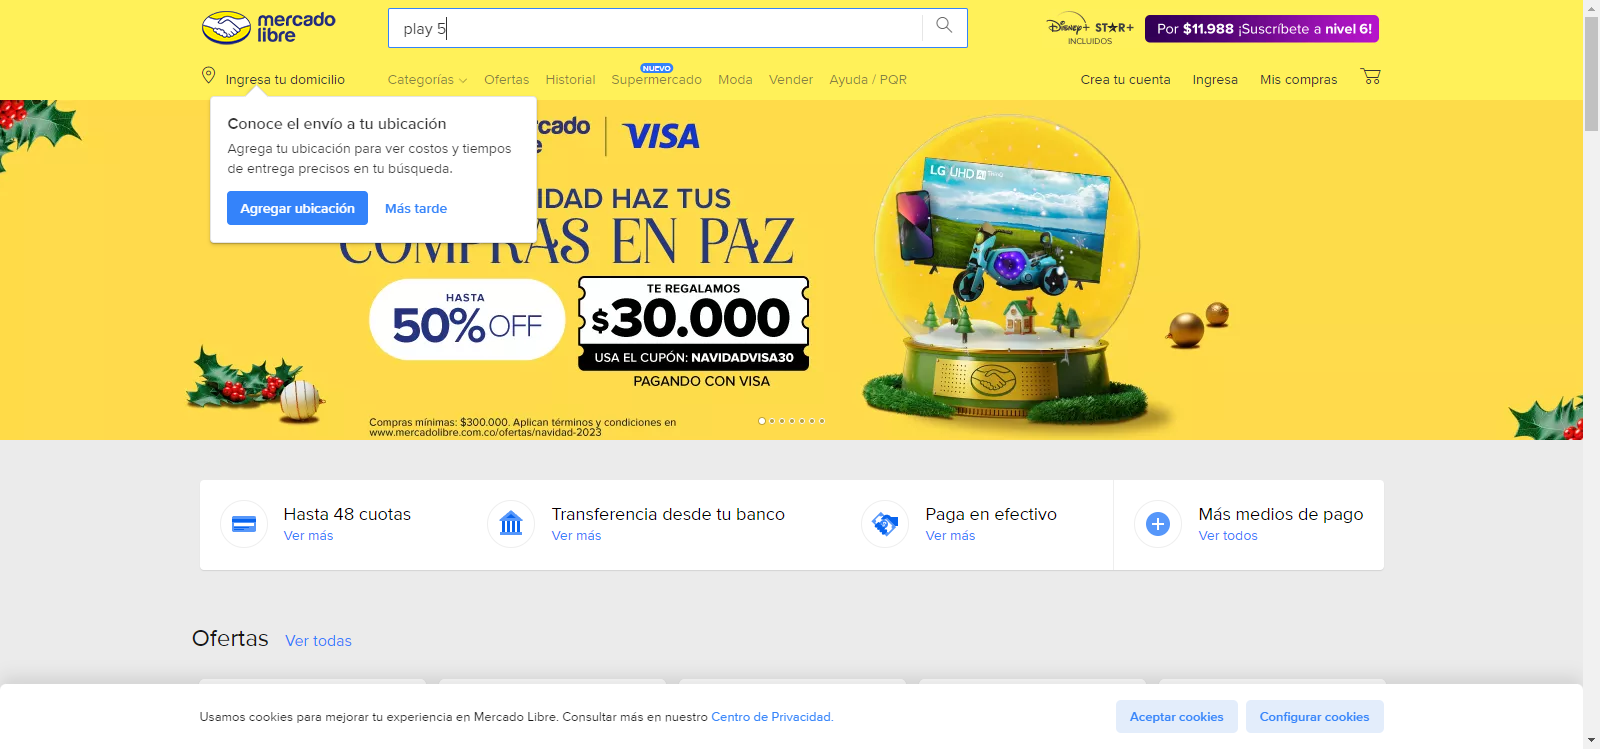 mercado libre
play 5
Disney+ STAR+
INCLUIDOS
Por $11.988 ¡Suscríbete a nivel 6!
Ingresa tu domicilio
Categorías
Ofertas
Historial
Supermercado
NUEVO
Moda
Vender
Ayuda / PQR
Crea tu cuenta
Ingresa
Mis compras
Conoce el envío a tu ubicación
Agrega tu ubicación para ver costos y tiempos
de entrega precisos en tu búsqueda.
Agregar ubicación
Más tarde
cado
VISA
IDAD HAZ TUS
COMPRAS EN PAZ
HASTA
50% OFF
TE REGALAMOS
$30.000
USA EL CUPÓN: NAVIDADVISA30
PAGANDO CON VISA
LG UHD AI ThinQ
Compras mínimas: $300.000. Aplican términos y condiciones en
www.mercadolibre.com.co/ofertas/navidad-2023
Hasta 48 cuotas
Ver más
Transferencia desde tu banco
Ver más
Paga en efectivo
Ver más
Más medios de pago
Ver todos
Ofertas
Ver todas
Usamos cookies para mejorar tu experiencia en Mercado Libre. Consultar más en nuestro Centro de Privacidad.
Aceptar cookies
Configurar cookies